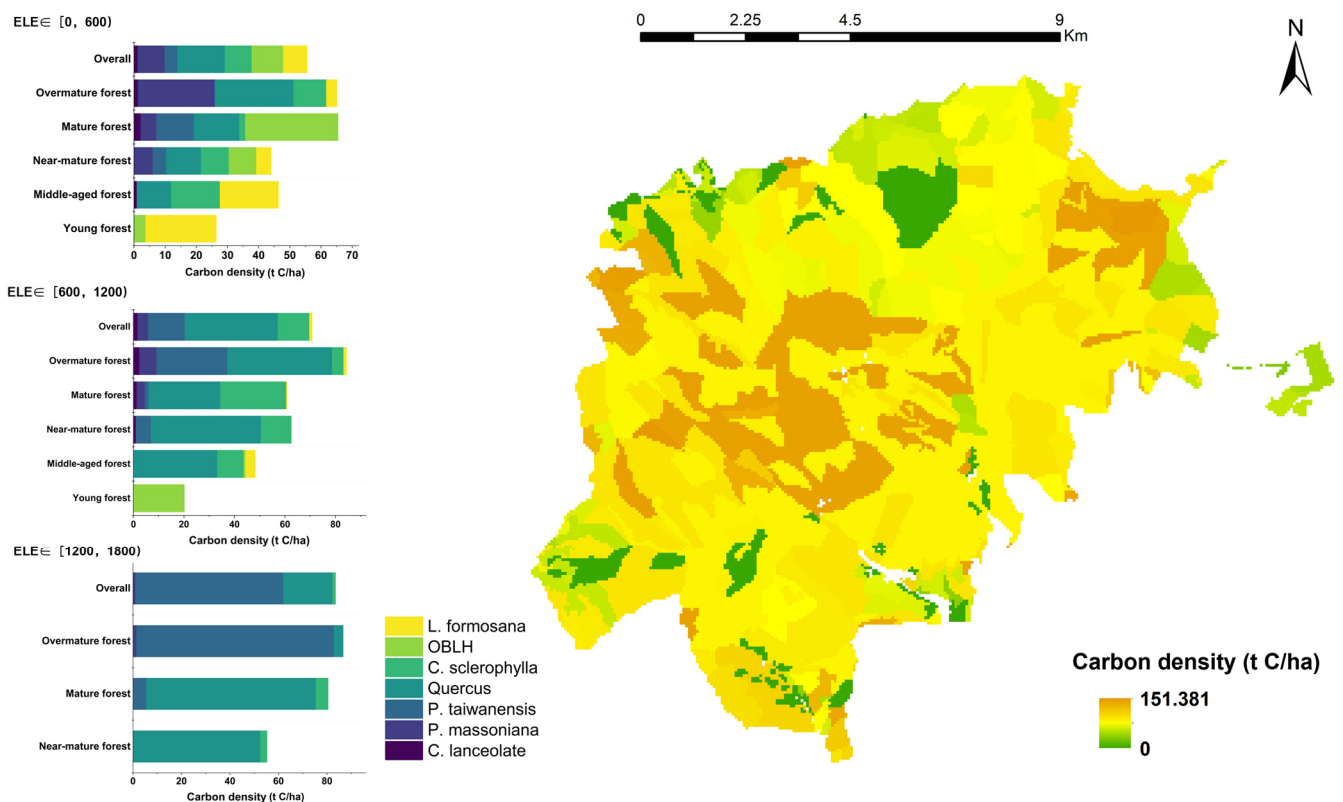 ELE∈ [0, 600)
Overall
Overmature forest
Mature forest
Near-mature forest
Middle-aged forest
Young forest
0 10 20 30 40 50 60 70
Carbon density (t C/ha)
ELE∈ [600, 1200)
Overall
Overmature forest
Mature forest
Near-mature forest
Middle-aged forest
Young forest
0 20 40 60 80
Carbon density (t C/ha)
ELE∈ [1200, 1800)
Overall
Overmature forest
Mature forest
Near-mature forest
0 20 40 60 80
Carbon density (t C/ha)
L. formosana
OBLH
C. sclerophylla
Quercus
P. taiwanensis
P. massoniana
C. lanceolate
0 2.25 4.5 9
Km
N
Carbon density (t C/ha)
151.381
0